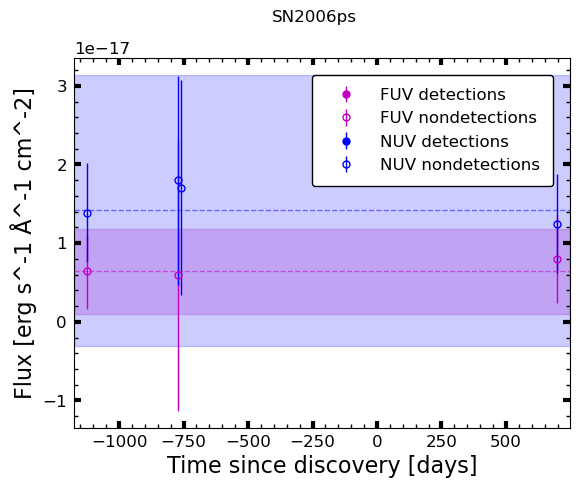 SN2006ps
1e−17
Flux [erg s^-1 Å^-1 cm^-2]
3
2
1
0
−1
FUV detections
FUV nondetections
NUV detections
NUV nondetections
−1000 −750 −500 −250 0 250 500
Time since discovery [days]